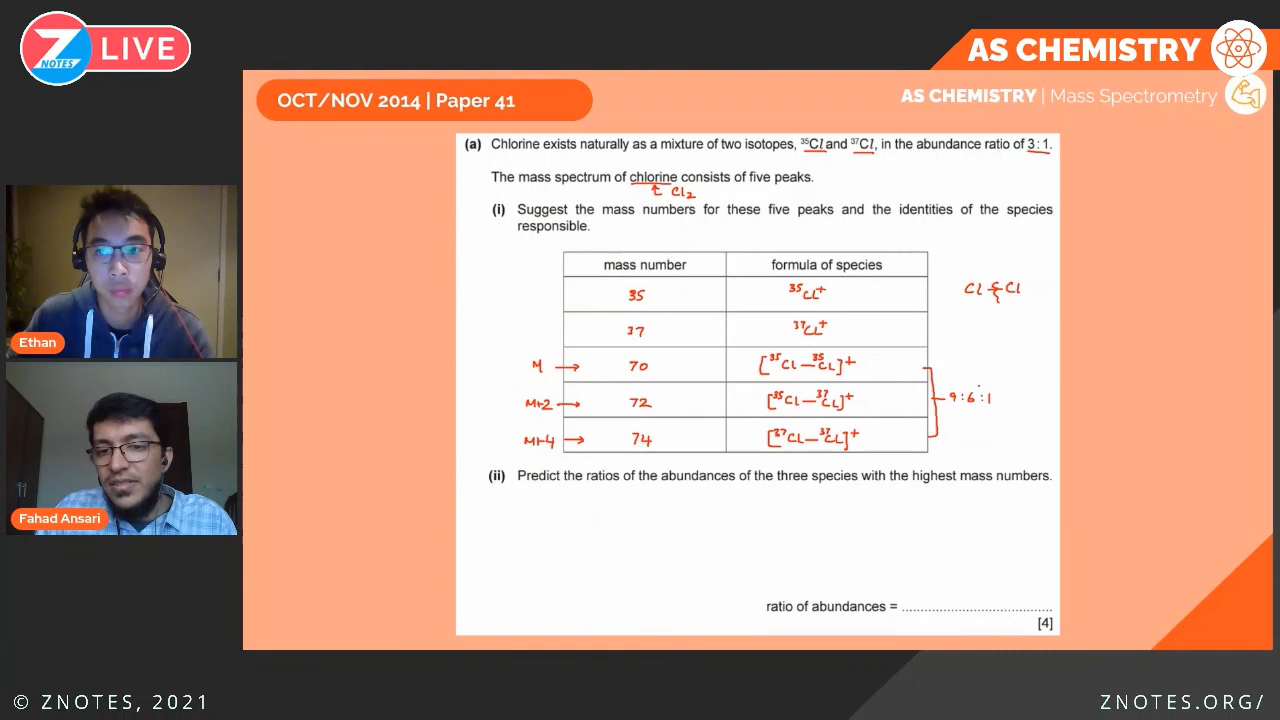 Z NOTES LIVE
AS CHEMISTRY
OCT/NOV 2014 | Paper 41
AS CHEMISTRY | Mass Spectrometry
(a) Chlorine exists naturally as a mixture of two isotopes, ³⁵Cl and ³⁷Cl, in the abundance ratio of 3 : 1.
The mass spectrum of chlorine consists of five peaks.
↑ Cl₂
(i) Suggest the mass numbers for these five peaks and the identities of the species
responsible.
mass number formula of species
35 ³⁵Cl⁺
Cl Cl
37 ³⁷Cl⁺
M → 70 [³⁵Cl — ³⁵Cl]⁺
M+2 → 72 [³⁵Cl — ³⁷Cl]⁺
9 : 6 : 1
M+4 → 74 [³⁷Cl — ³⁷Cl]⁺
(ii) Predict the ratios of the abundances of the three species with the highest mass numbers.
ratio of abundances = ........................................
[4]
Ethan
Fahad Ansari
© ZNOTES, 2021
ZNOTES.ORG/